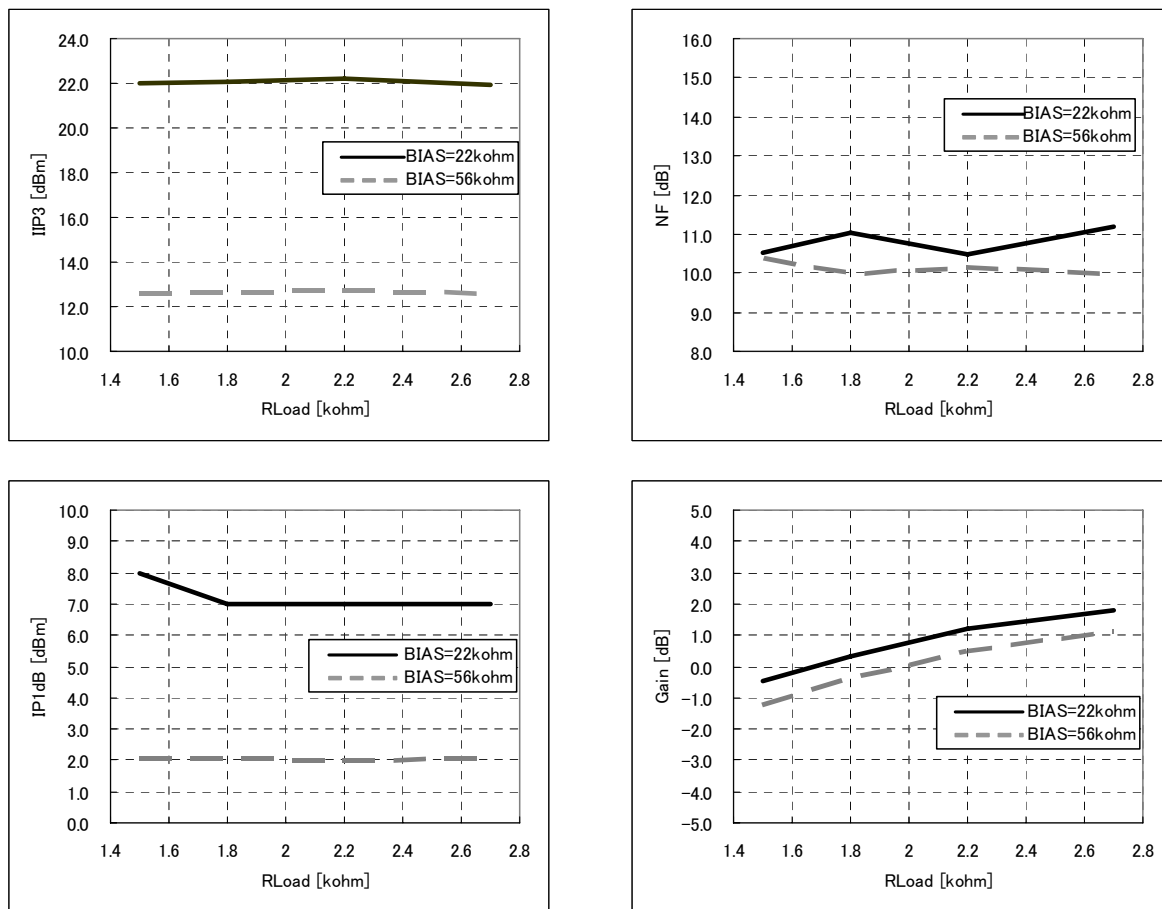 24.0
22.0
20.0
18.0
16.0
14.0
12.0
10.0
IIP3 [dBm]
BIAS=22kohm
BIAS=56kohm
1.4 1.6 1.8 2 2.2 2.4 2.6 2.8
RLoad [kohm]
16.0
15.0
14.0
13.0
12.0
11.0
10.0
9.0
8.0
NF [dB]
BIAS=22kohm
BIAS=56kohm
1.4 1.6 1.8 2 2.2 2.4 2.6 2.8
RLoad [kohm]
10.0
9.0
8.0
7.0
6.0
5.0
4.0
3.0
2.0
1.0
0.0
IP1dB [dBm]
BIAS=22kohm
BIAS=56kohm
1.4 1.6 1.8 2 2.2 2.4 2.6 2.8
RLoad [kohm]
5.0
4.0
3.0
2.0
1.0
0.0
-1.0
-2.0
-3.0
-4.0
-5.0
Gain [dB]
BIAS=22kohm
BIAS=56kohm
1.4 1.6 1.8 2 2.2 2.4 2.6 2.8
RLoad [kohm]